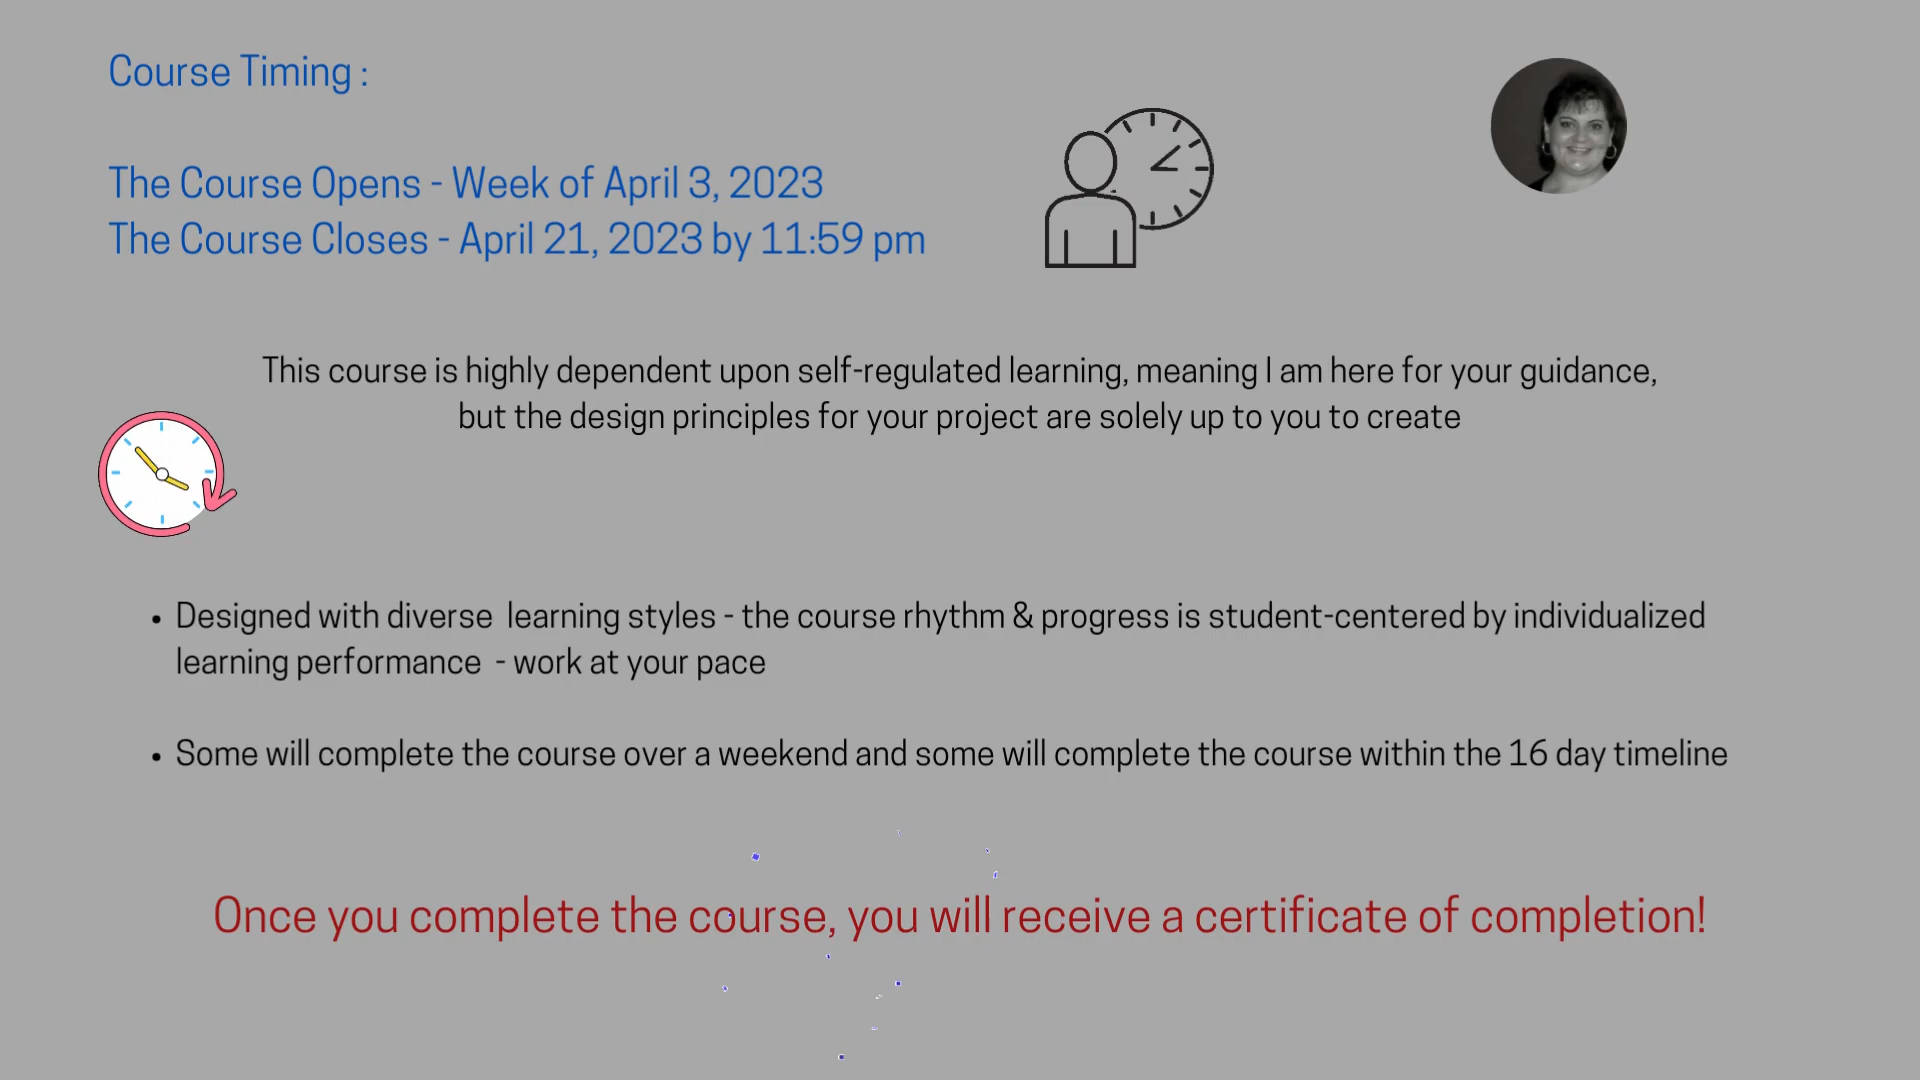 Course Timing :
The Course Opens - Week of April 3, 2023
The Course Closes - April 21, 2023 by 11:59 pm
This course is highly dependent upon self-regulated learning, meaning I am here for your guidance,
but the design principles for your project are solely up to you to create
• Designed with diverse  learning styles - the course rhythm & progress is student-centered by individualized
learning performance  - work at your pace
• Some will complete the course over a weekend and some will complete the course within the 16 day timeline
Once you complete the course, you will receive a certificate of completion!